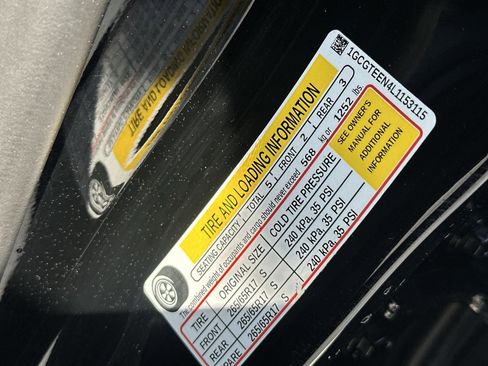 1GCGTEEN4L1153115
TIRE AND LOADING INFORMATION
SEATING CAPACITY TOTAL 5 FRONT 2 REAR 3
The combined weight of occupants and cargo should never exceed 568 kg or 1252 lbs.
TIRE ORIGINAL SIZE COLD TIRE PRESSURE
FRONT 265/65R17 S 240 kPa, 35 PSI
REAR 265/65R17 S 240 kPa, 35 PSI
SPARE 265/65R17 S 240 kPa, 35 PSI
SEE OWNER'S
MANUAL FOR
ADDITIONAL
INFORMATION